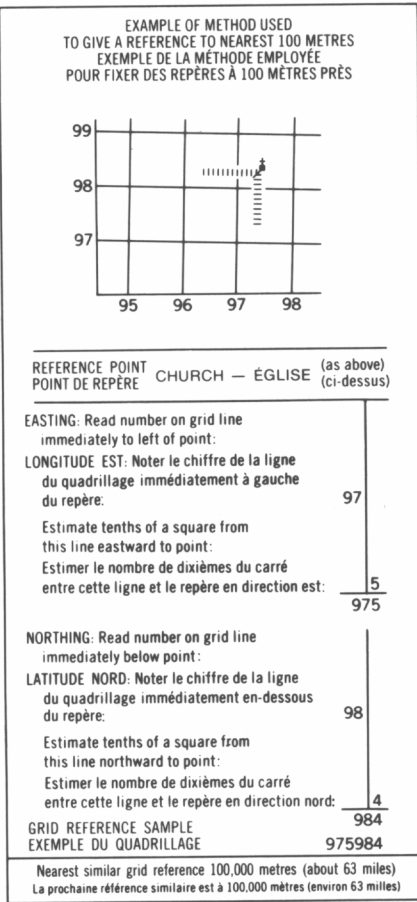 EXAMPLE OF METHOD USED
TO GIVE A REFERENCE TO NEAREST 100 METRES
EXEMPLE DE LA MÉTHODE EMPLOYÉE
POUR FIXER DES REPÈRES À 100 MÈTRES PRÈS
99
98
97
95 96 97 98
REFERENCE POINT
POINT DE REPÈRE
CHURCH — ÉGLISE
(as above)
(ci-dessus)
EASTING: Read number on grid line
immediately to left of point:
LONGITUDE EST: Noter le chiffre de la ligne
du quadrillage immédiatement à gauche
du repère: 97
Estimate tenths of a square from
this line eastward to point:
Estimer le nombre de dixièmes du carré
entre cette ligne et le repère en direction est: 5
975
NORTHING: Read number on grid line
immediately below point:
LATITUDE NORD: Noter le chiffre de la ligne
du quadrillage immédiatement en-dessous
du repère: 98
Estimate tenths of a square from
this line northward to point:
Estimer le nombre de dixièmes du carré
entre cette ligne et le repère en direction nord: 4
984
GRID REFERENCE SAMPLE
EXEMPLE DU QUADRILLAGE 975984
Nearest similar grid reference 100,000 metres (about 63 miles)
La prochaine référence similaire est à 100,000 mètres (environ 63 milles)